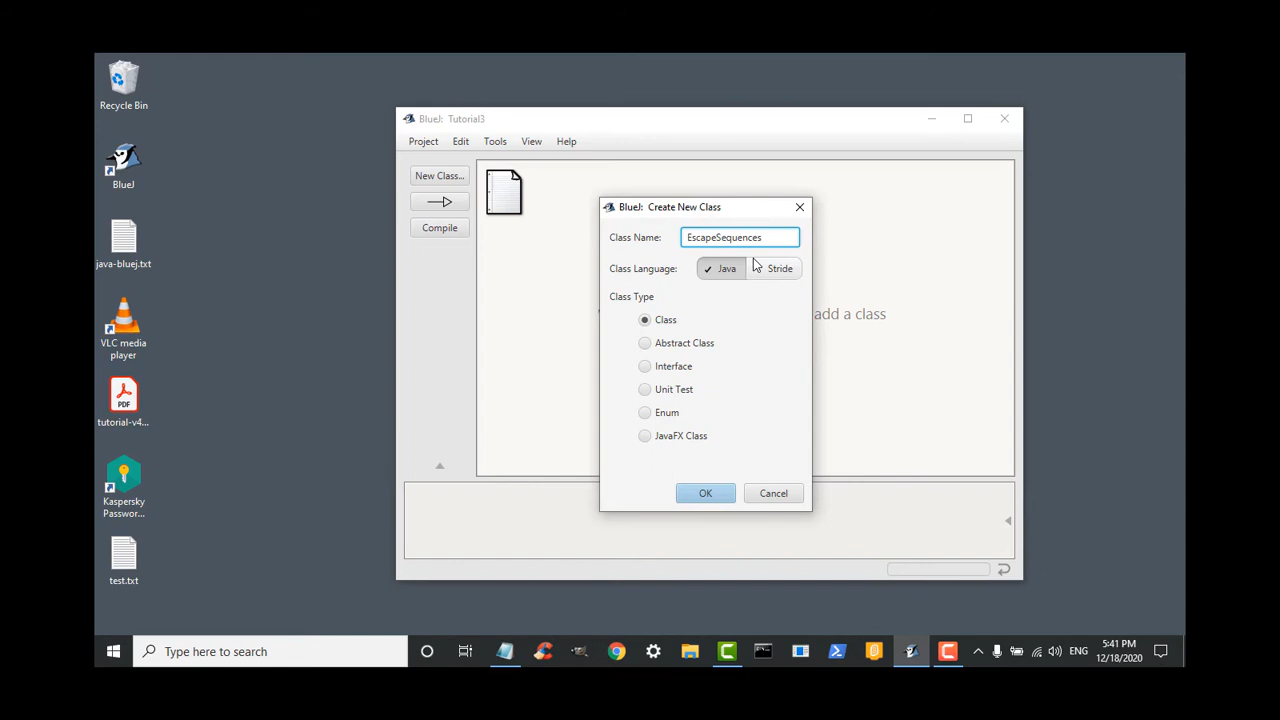 Recycle Bin
BlueJ
java-bluej.txt
VLC media
player
PDF
tutorial-v4...
Kaspersky
Passwor...
test.txt
BlueJ: Tutorial3
Project Edit Tools View Help
New Class...
Compile
add a class
BlueJ: Create New Class
Class Name: EscapeSequences
Class Language: Java Stride
Class Type
Class
Abstract Class
Interface
Unit Test
Enum
JavaFX Class
OK Cancel
Type here to search
ENG
5:41 PM
12/18/2020